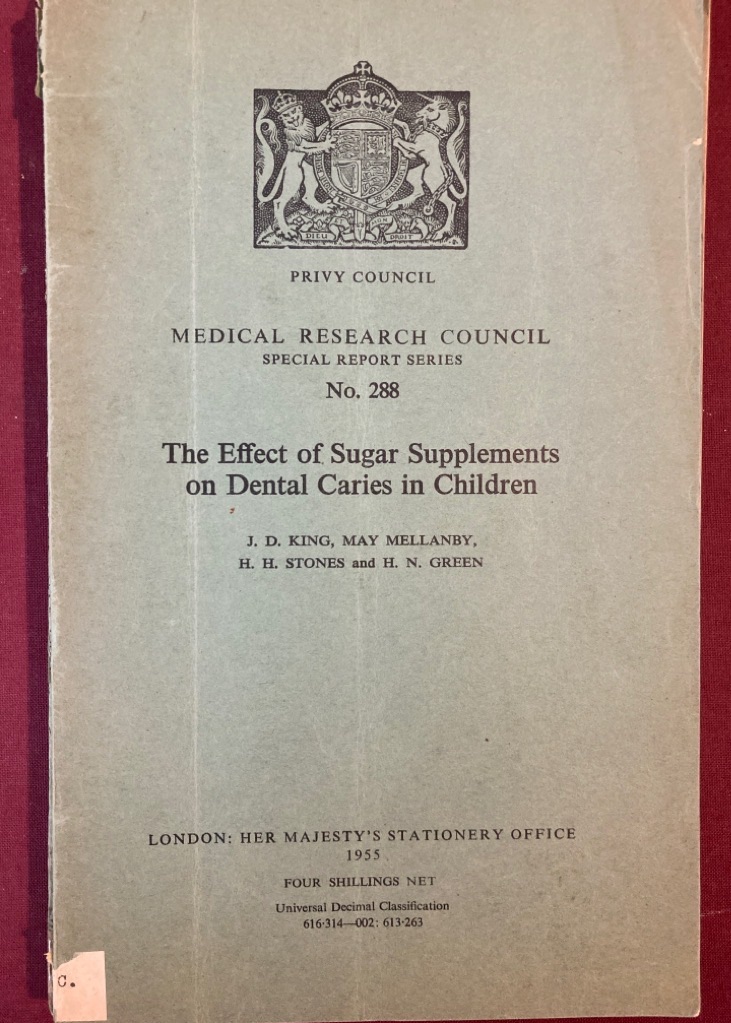 DIEU DROIT
PRIVY COUNCIL
MEDICAL RESEARCH COUNCIL
SPECIAL REPORT SERIES
No. 288
The Effect of Sugar Supplements
on Dental Caries in Children
J. D. KING, MAY MELLANBY,
H. H. STONES and H. N. GREEN
LONDON: HER MAJESTY'S STATIONERY OFFICE
1955
FOUR SHILLINGS NET
Universal Decimal Classification
616·314—002: 613·263
C.